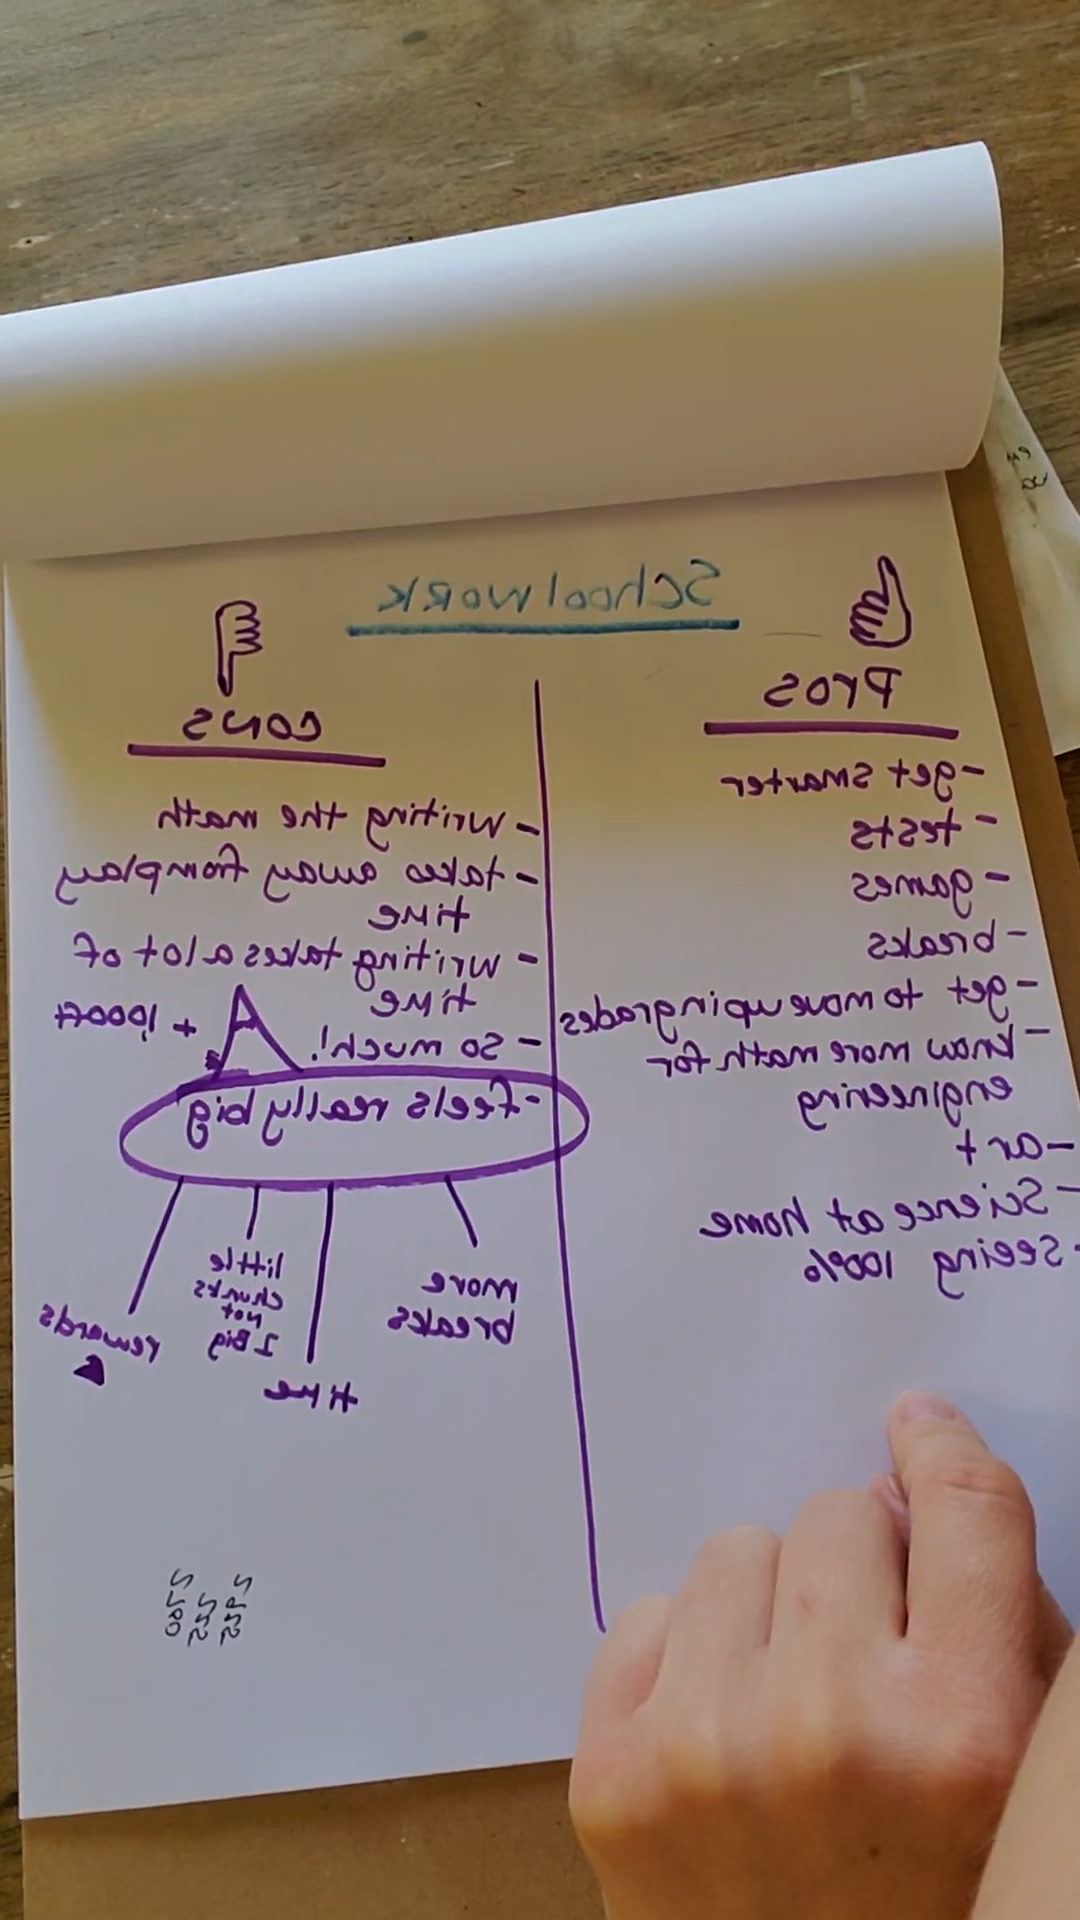 Schoolwork
Pros
- get smarter
- tests
- games
- breaks
- get to move up in grades
- know more math for
engineering
- art
- Science at home
- Seeing 100%
cons
- writing the math
- takes away from play
time
- writing takes a lot of
time
- so much!
+ 1,000ft
- feels really big
more
breaks
time
little
chunks
not
1 Big
rewards